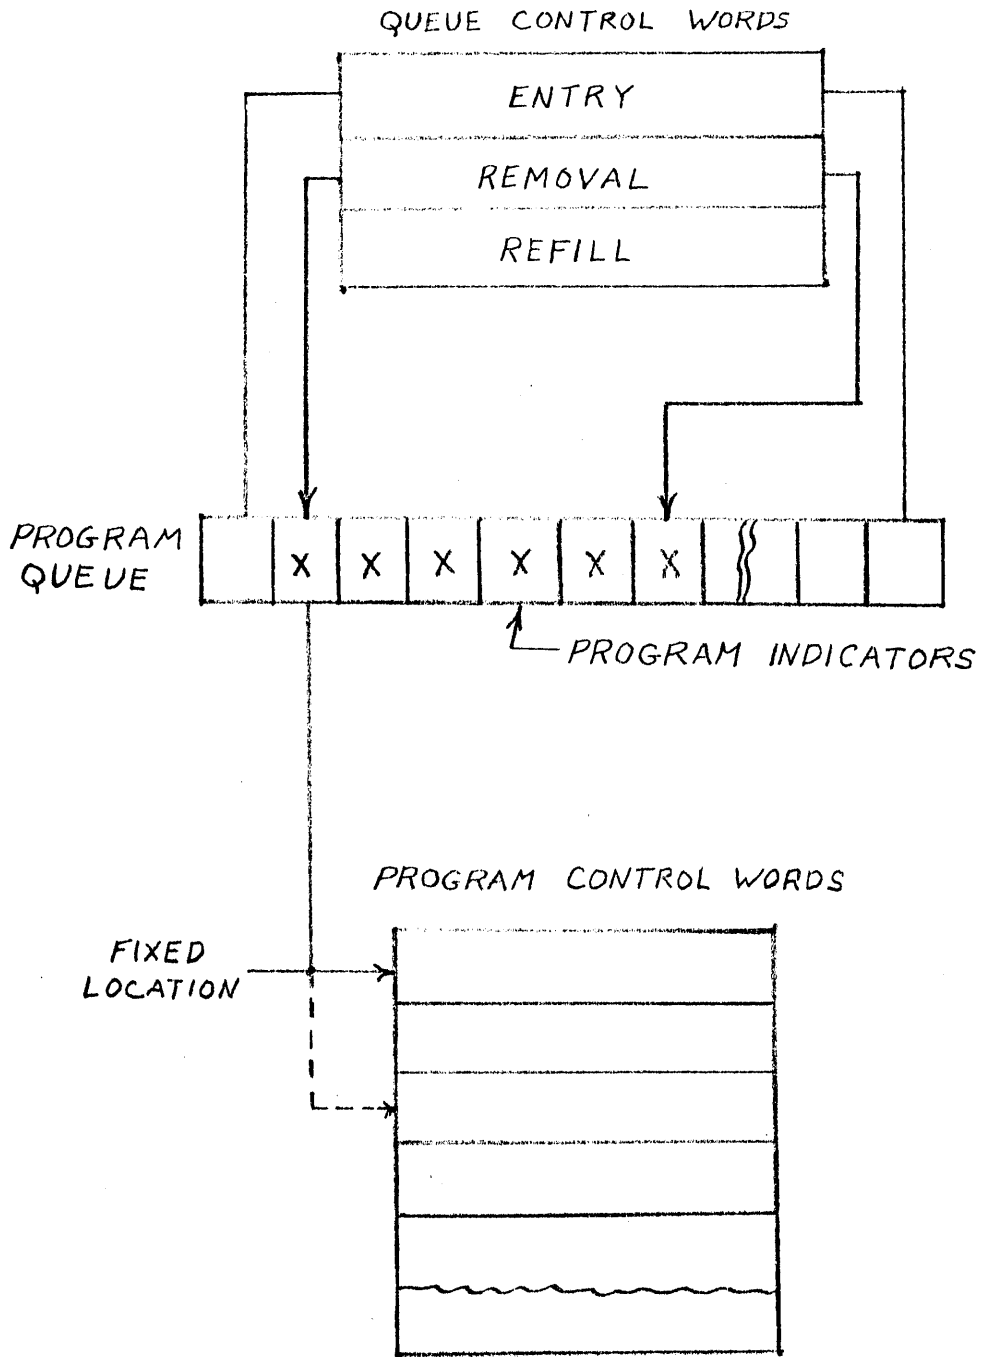 QUEUE CONTROL WORDS
ENTRY
REMOVAL
REFILL
PROGRAM
QUEUE
X X X X X X
PROGRAM INDICATORS
PROGRAM CONTROL WORDS
FIXED
LOCATION